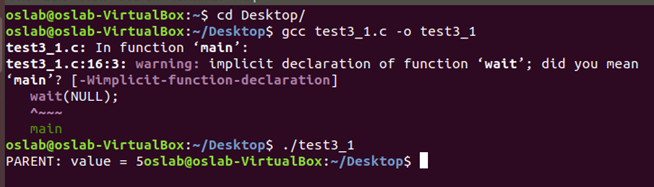 oslab@oslab-VirtualBox:~$ cd Desktop/
oslab@oslab-VirtualBox:~/Desktop$ gcc test3_1.c -o test3_1
test3_1.c: In function ‘main’:
test3_1.c:16:3: warning: implicit declaration of function ‘wait’; did you mean
‘main’? [-Wimplicit-function-declaration]
   wait(NULL);
   ^~~~
   main
oslab@oslab-VirtualBox:~/Desktop$ ./test3_1
PARENT: value = 5oslab@oslab-VirtualBox:~/Desktop$